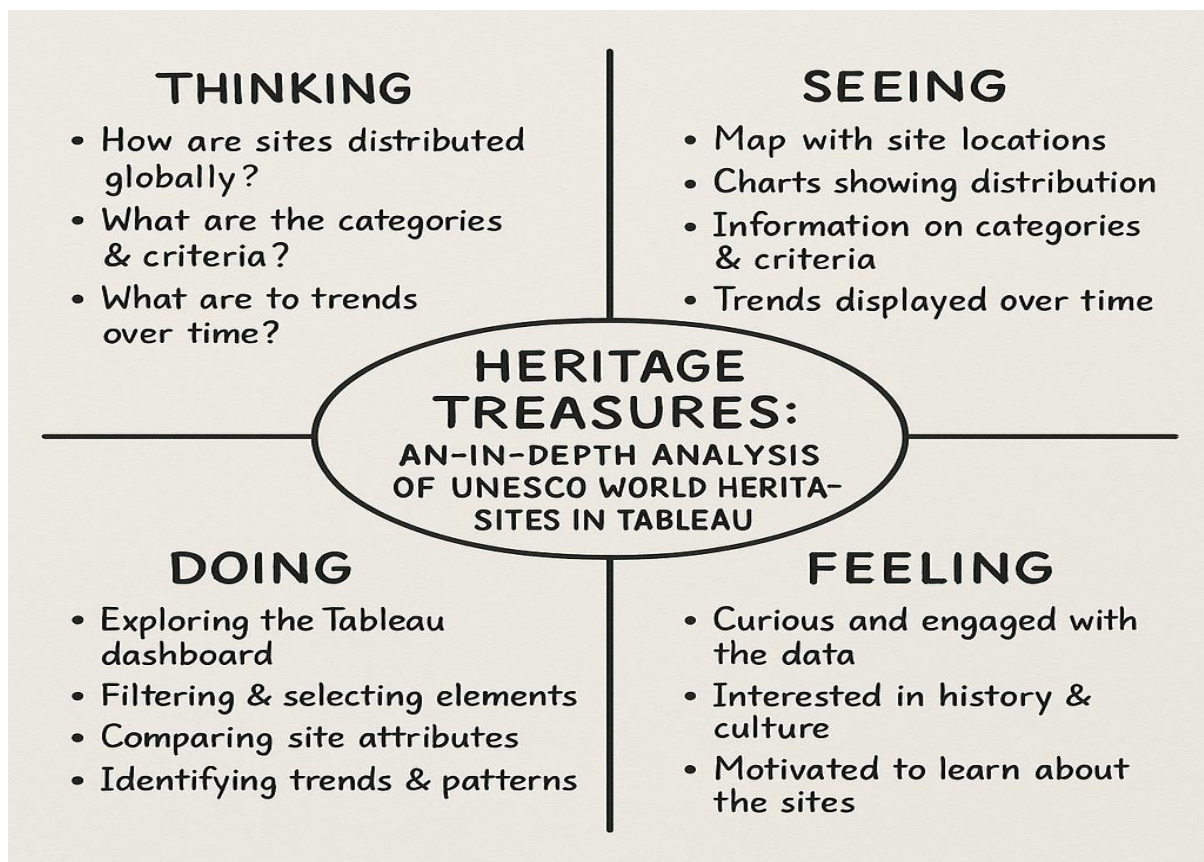 THINKING
• How are sites distributed
globally?
• What are the categories
& criteria?
• What are to trends
over time?
SEEING
• Map with site locations
• Charts showing distribution
• Information on categories
& criteria
• Trends displayed over time
HERITAGE
TREASURES:
AN-IN-DEPTH ANALYSIS
OF UNESCO WORLD HERITA-
SITES IN TABLEAU
DOING
• Exploring the Tableau
dashboard
• Filtering & selecting elements
• Comparing site attributes
• Identifying trends & patterns
FEELING
• Curious and engaged with
the data
• Interested in history &
culture
• Motivated to learn about
the sites